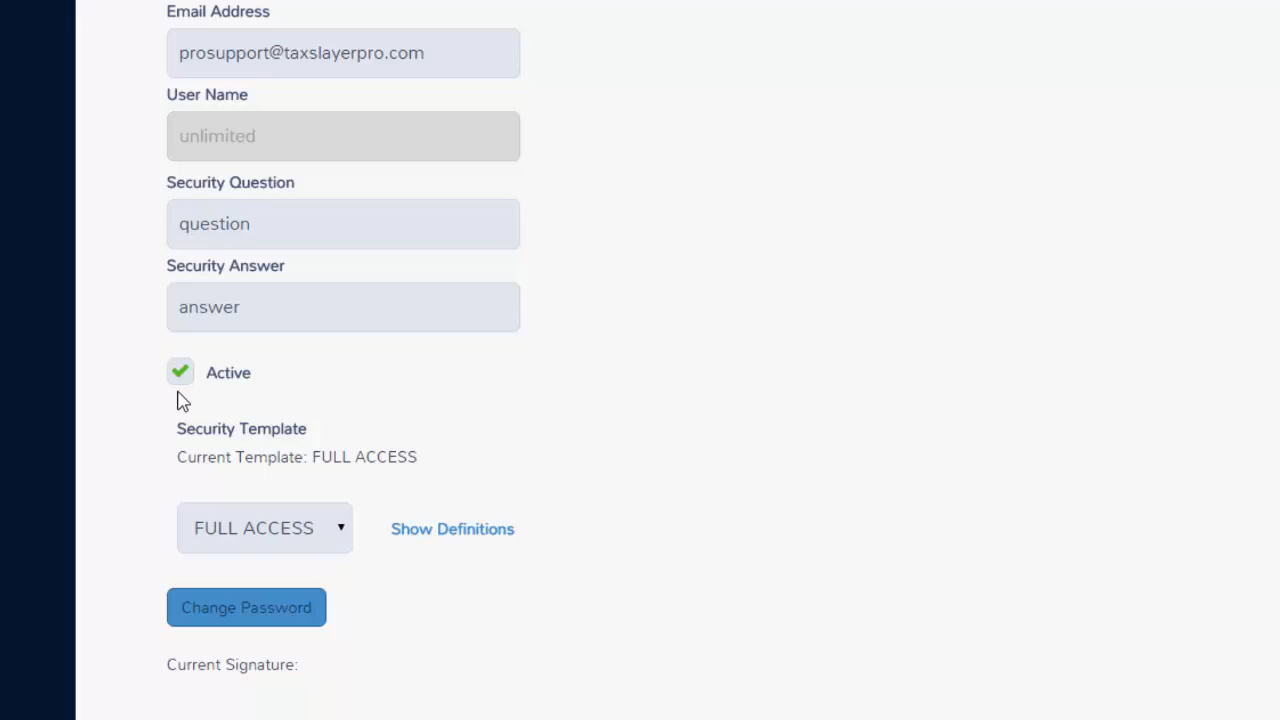 Email Address
prosupport@taxslayerpro.com
User Name
unlimited
Security Question
question
Security Answer
answer
Active
Security Template
Current Template: FULL ACCESS
FULL ACCESS Show Definitions
Change Password
Current Signature: